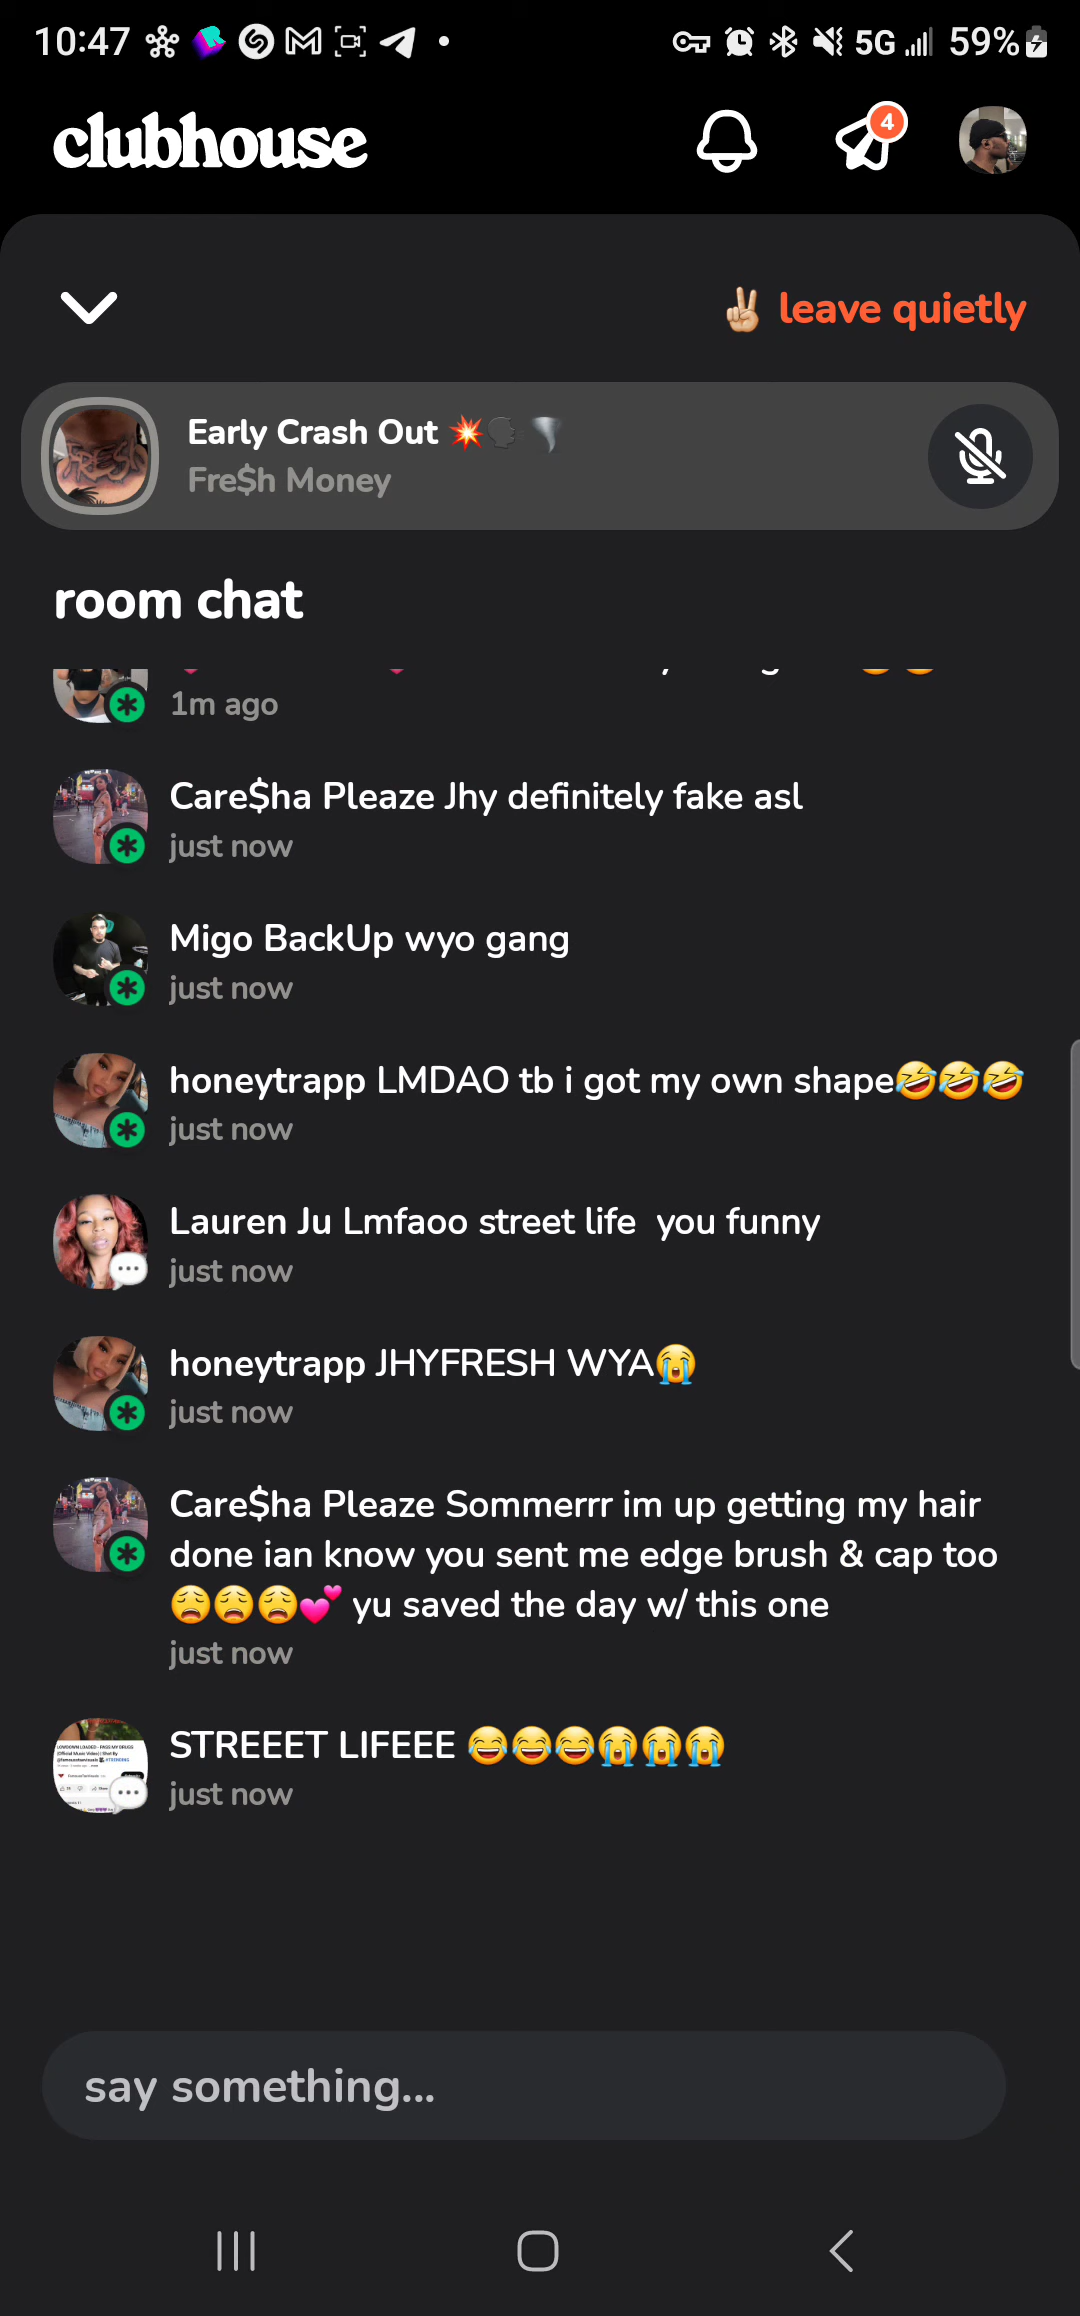 10:47
5G
59%
clubhouse
4
✌🏼 leave quietly
Early Crash Out 💥🗣️🌪️
Fre$h Money
room chat
1m ago
Care$ha Pleaze Jhy definitely fake asl
just now
Migo BackUp wyo gang
just now
honeytrapp LMDAO tb i got my own shape🤣🤣🤣
just now
Lauren Ju Lmfaoo street life  you funny
just now
honeytrapp JHYFRESH WYA😭
just now
Care$ha Pleaze Sommerrr im up getting my hair
done ian know you sent me edge brush & cap too
😩😩😩💕 yu saved the day w/ this one
just now
STREEET LIFEEE 😂😂😂😭😭😭
just now
say something...